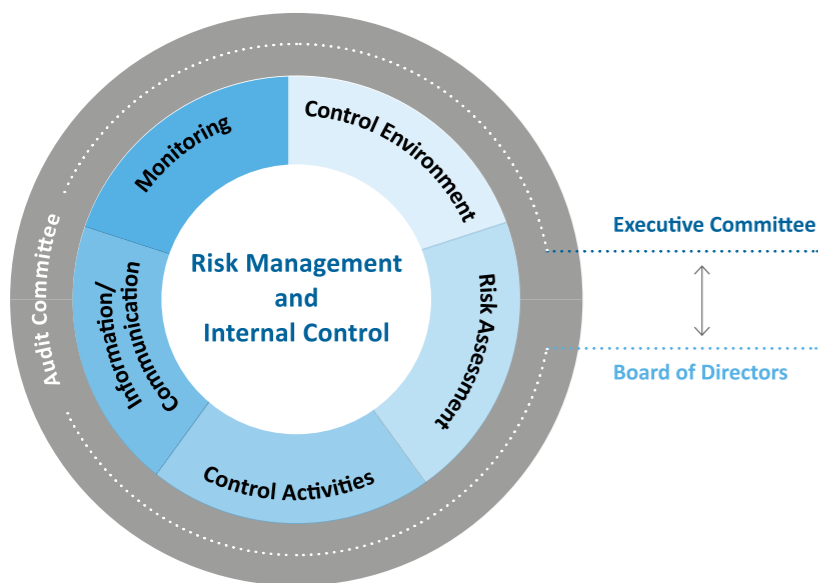 Control Environment
Risk Assessment
Control Activities
Information/
Communication
Monitoring
Audit Committee
Risk Management
and
Internal Control
Executive Committee
Board of Directors